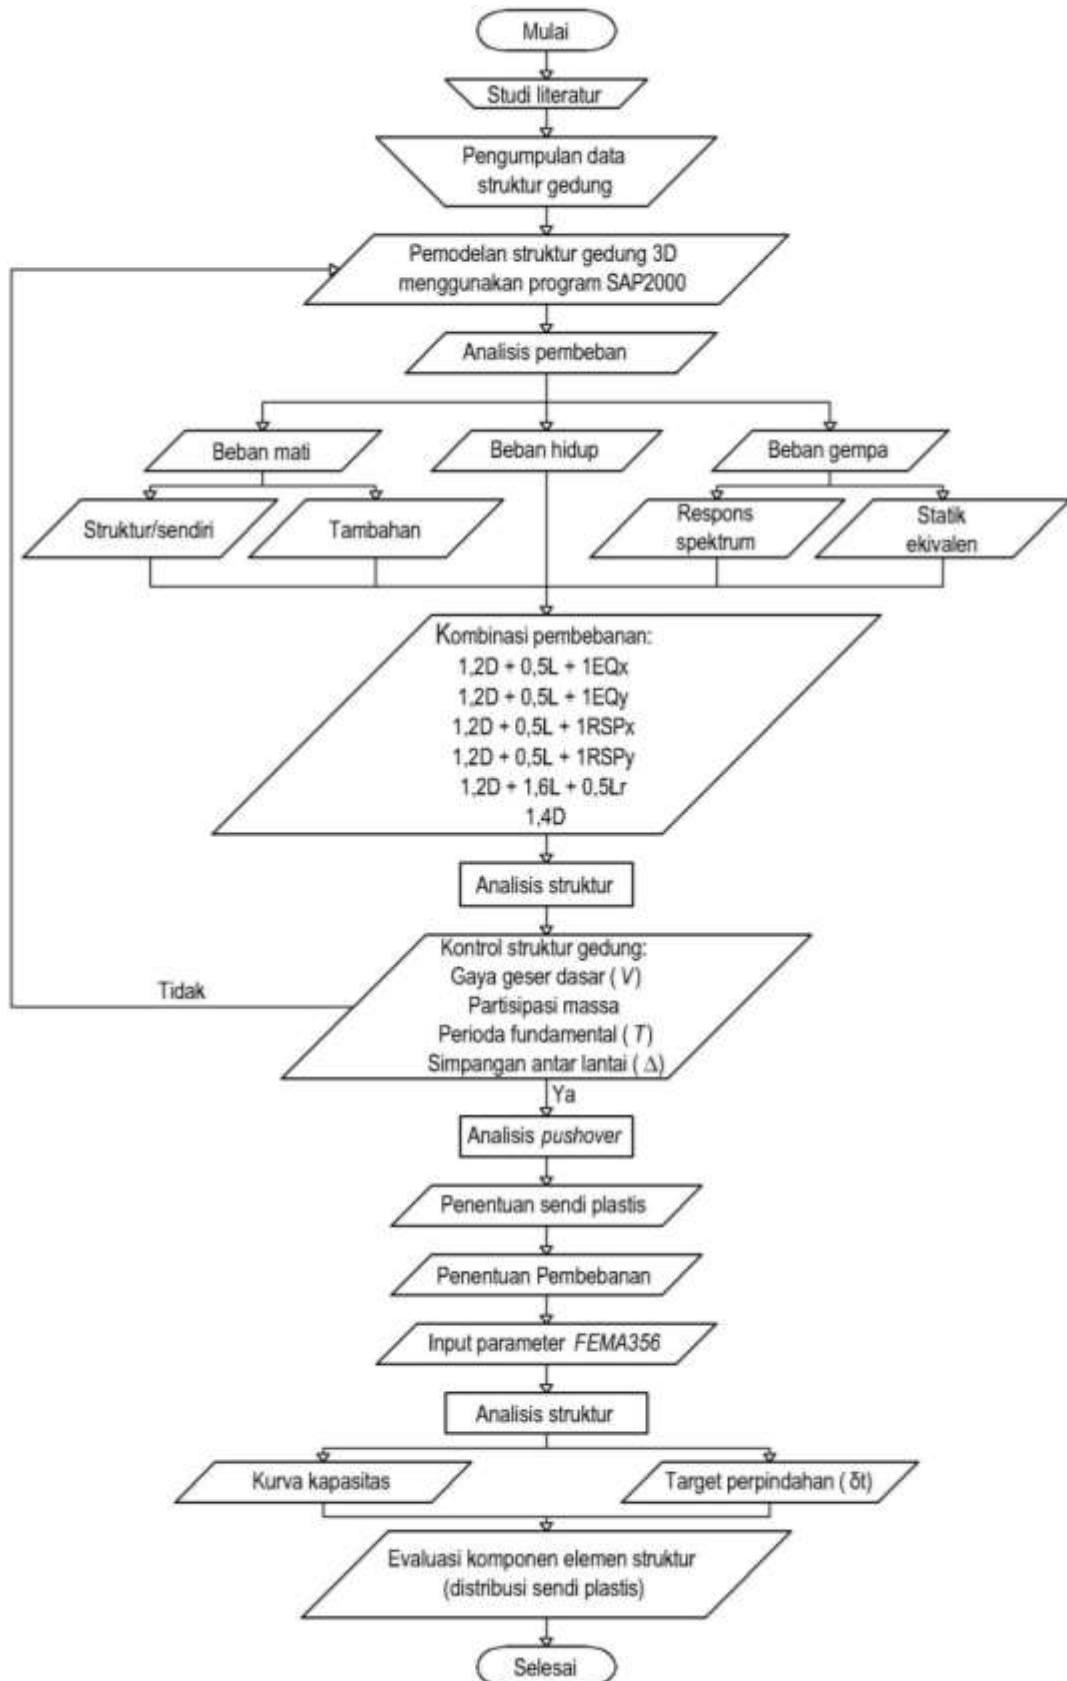 Mulai
Studi literatur
Pengumpulan data
struktur gedung
Pemodelan struktur gedung 3D
menggunakan program SAP2000
Analisis pembeban
Beban mati
Beban hidup
Beban gempa
Struktur/sendiri
Tambahan
Respons
spektrum
Statik
ekivalen
Kombinasi pembebanan:
1,2D + 0,5L + 1EQx
1,2D + 0,5L + 1EQy
1,2D + 0,5L + 1RSPx
1,2D + 0,5L + 1RSPy
1,2D + 1,6L + 0,5Lr
1,4D
Analisis struktur
Kontrol struktur gedung:
Gaya geser dasar ( V)
Partisipasi massa
Perioda fundamental ( T)
Simpangan antar lantai ( Δ)
Tidak
Ya
Analisis pushover
Penentuan sendi plastis
Penentuan Pembebanan
Input parameter FEMA356
Analisis struktur
Kurva kapasitas
Target perpindahan ( δt)
Evaluasi komponen elemen struktur
(distribusi sendi plastis)
Selesai